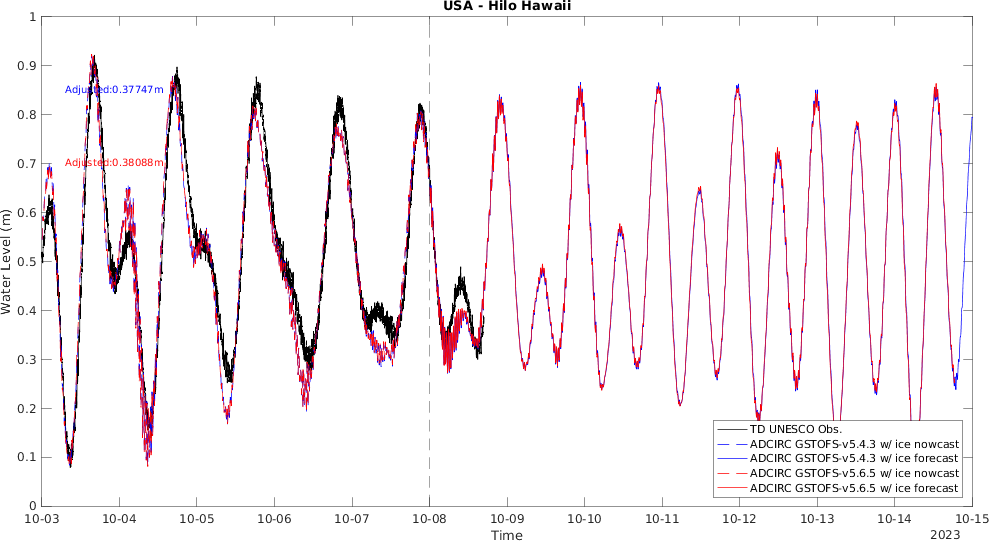 USA - Hilo Hawaii
1
0.9
0.8
0.7
0.6
0.5
0.4
0.3
0.2
0.1
0
Water Level (m)
Adjusted:0.37747m
Adjusted:0.38088m
TD UNESCO Obs.
ADCIRC GSTOFS-v5.4.3 w/ ice nowcast
ADCIRC GSTOFS-v5.4.3 w/ ice forecast
ADCIRC GSTOFS-v5.6.5 w/ ice nowcast
ADCIRC GSTOFS-v5.6.5 w/ ice forecast
10-03 10-04 10-05 10-06 10-07 10-08 10-09 10-10 10-11 10-12 10-13 10-14 10-15
Time
2023